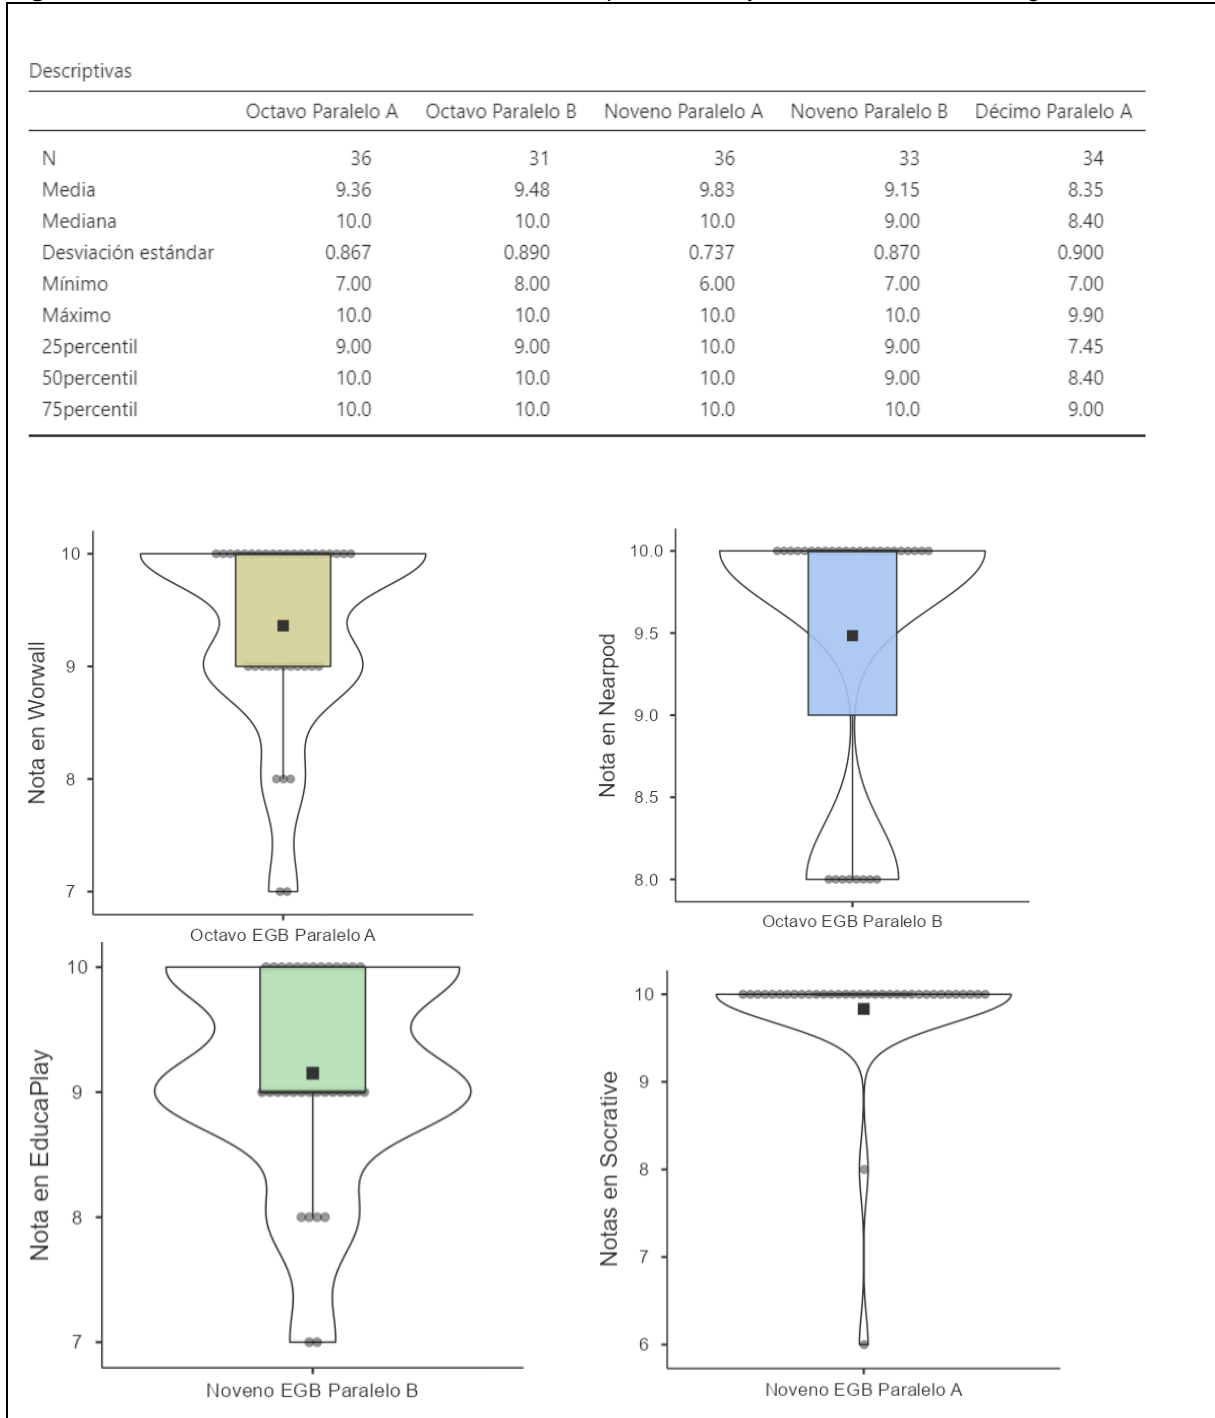 Descriptivas
Octavo Paralelo A Octavo Paralelo B Noveno Paralelo A Noveno Paralelo B Décimo Paralelo A
N 36 31 36 33 34
Media 9.36 9.48 9.83 9.15 8.35
Mediana 10.0 10.0 10.0 9.00 8.40
Desviación estándar 0.867 0.890 0.737 0.870 0.900
Mínimo 7.00 8.00 6.00 7.00 7.00
Máximo 10.0 10.0 10.0 10.0 9.90
25percentil 9.00 9.00 10.0 9.00 7.45
50percentil 10.0 10.0 10.0 9.00 8.40
75percentil 10.0 10.0 10.0 10.0 9.00
Nota en Worwall
10
9
8
7
Octavo EGB Paralelo A
Nota en Nearpod
10.0
9.5
9.0
8.5
8.0
Octavo EGB Paralelo B
Nota en EducaPlay
10
9
8
7
Noveno EGB Paralelo B
Notas en Socrative
10
9
8
7
6
Noveno EGB Paralelo A